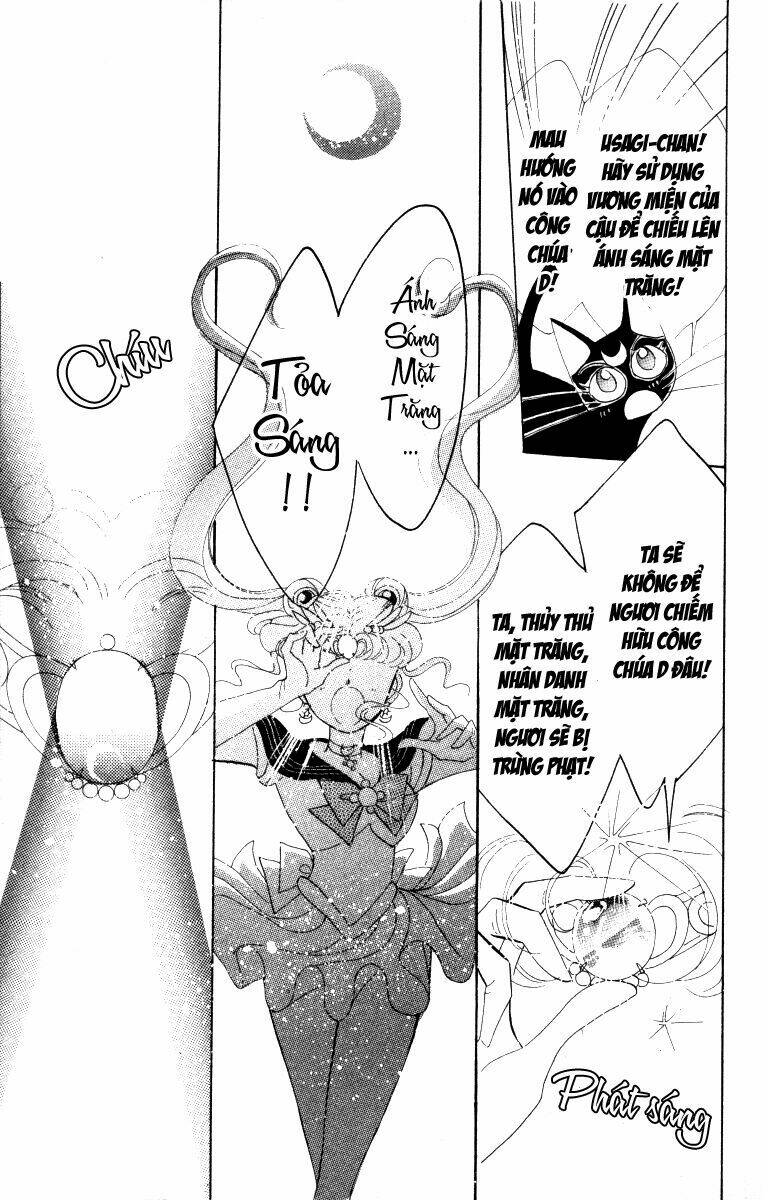 USAGI-CHAN!
HÃY SỬ DỤNG
VƯƠNG MIỆN CỦA
CẬU ĐỂ CHIẾU LÊN
ÁNH SÁNG MẶT
TRĂNG!
MAU
HƯỚNG
NÓ VÀO
CÔNG
CHÚA
D!
TA SẼ
KHÔNG ĐỂ
NGƯƠI CHIẾM
HỮU CÔNG
CHÚA D ĐÂU!
TA, THỦY THỦ
MẶT TRĂNG,
NHÂN DANH
MẶT TRĂNG,
NGƯƠI SẼ BỊ
TRỪNG PHẠT!
Phát sáng
Ánh
Sáng
Mặt
Trăng
...
Tỏa
Sáng
!!
Chíu